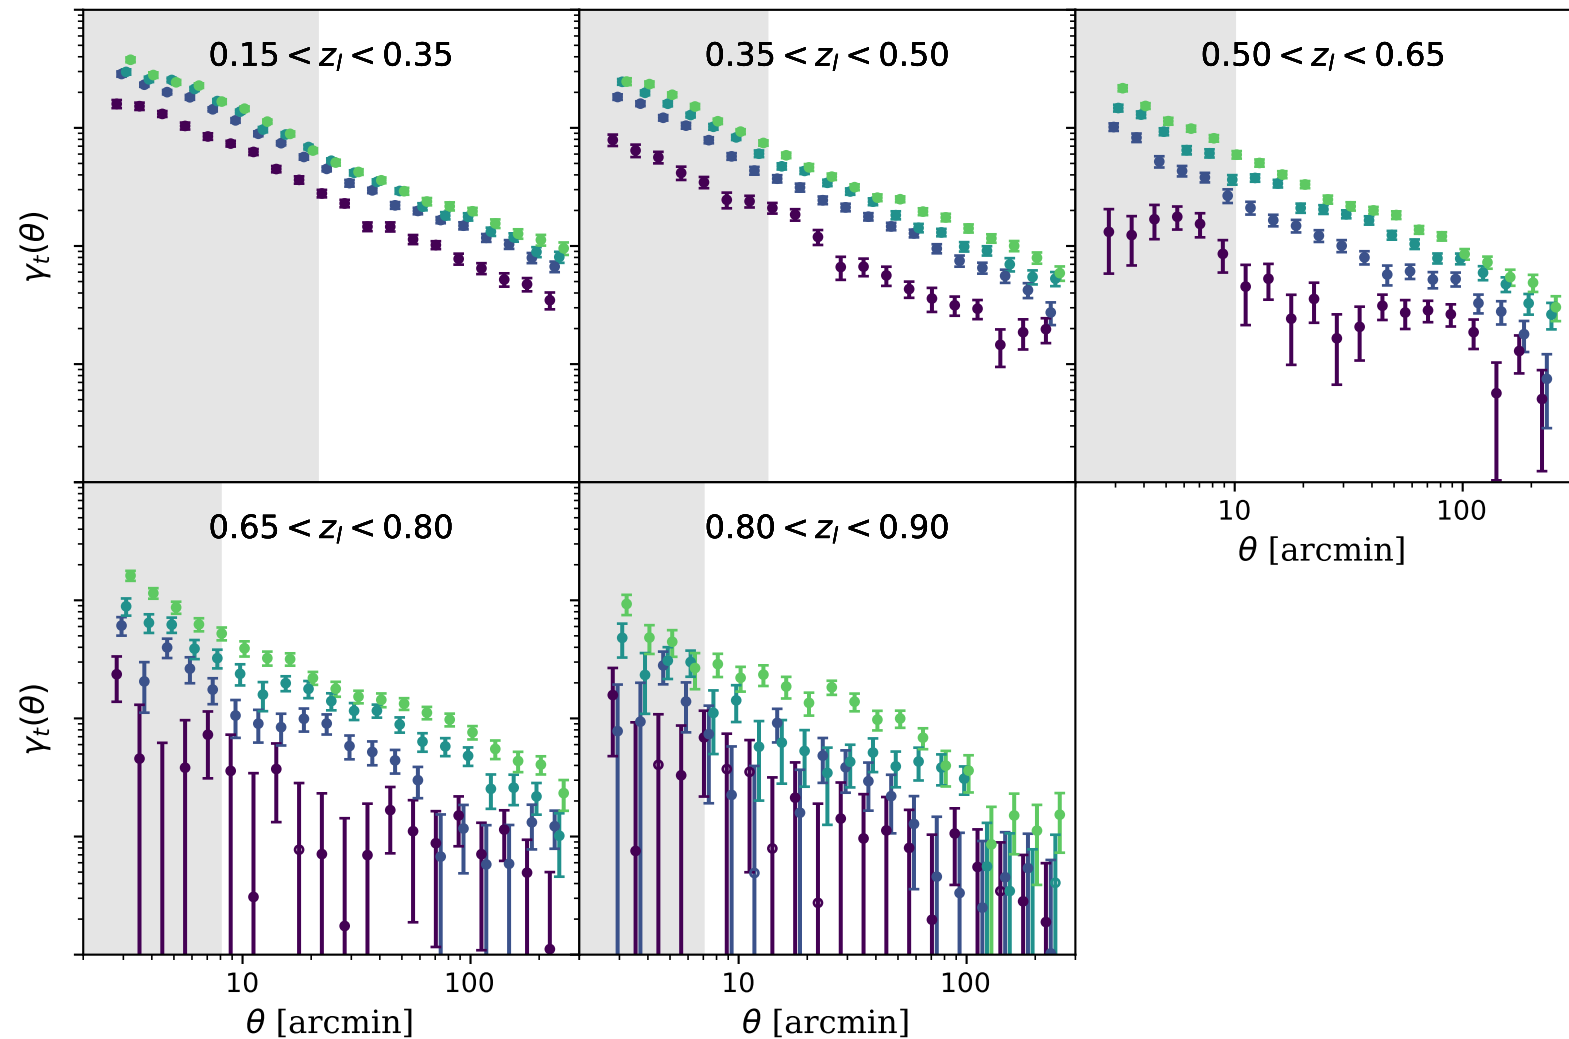 0.15 < z_l < 0.35
0.35 < z_l < 0.50
0.50 < z_l < 0.65
γ_t(θ)
10 100
θ [arcmin]
0.65 < z_l < 0.80
0.80 < z_l < 0.90
γ_t(θ)
10 100
10 100
θ [arcmin]
θ [arcmin]